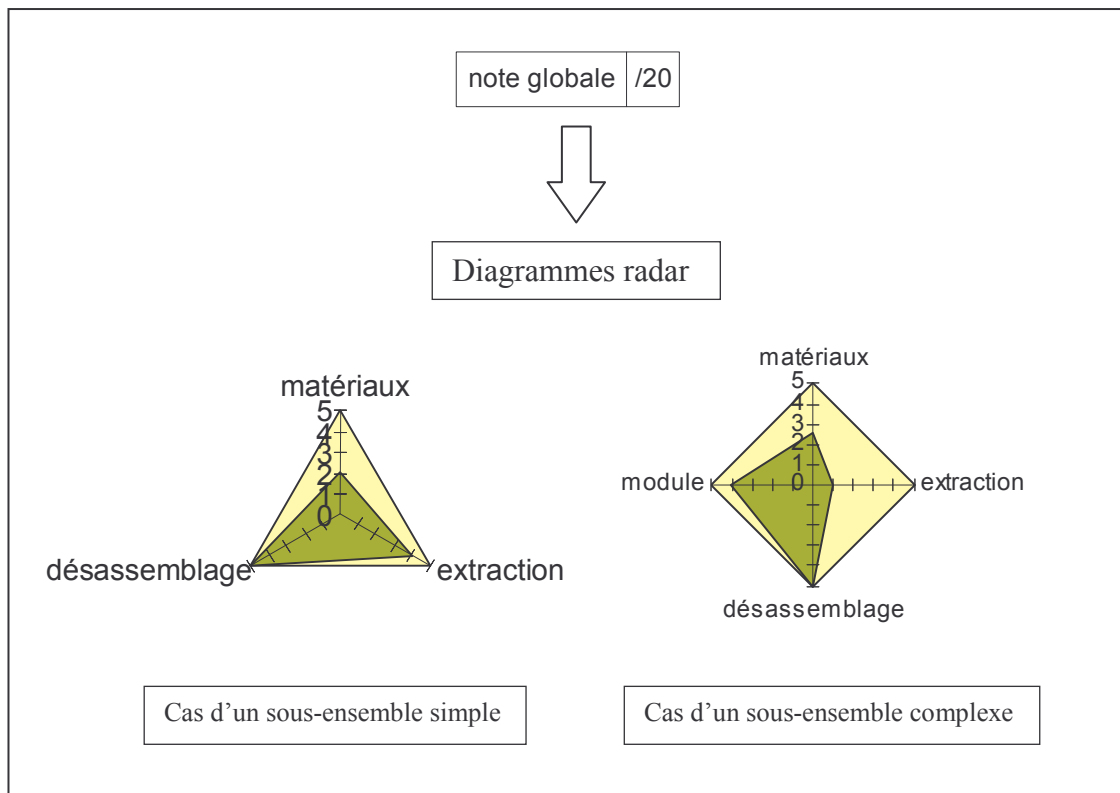 note globale /20
Diagrammes radar
matériaux
5
4
3
2
1
0
désassemblage
extraction
matériaux
5
4
3
2
1
0
module
extraction
désassemblage
Cas d'un sous-ensemble simple
Cas d'un sous-ensemble complexe